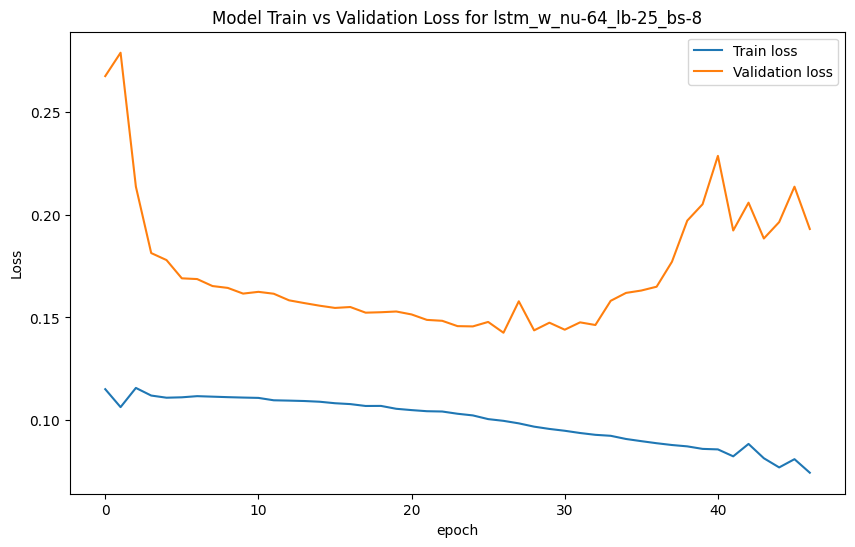 Model Train vs Validation Loss for lstm_w_nu-64_lb-25_bs-8
Train loss
Validation loss
0.25
0.20
0.15
0.10
Loss
0
10
20
30
40
epoch